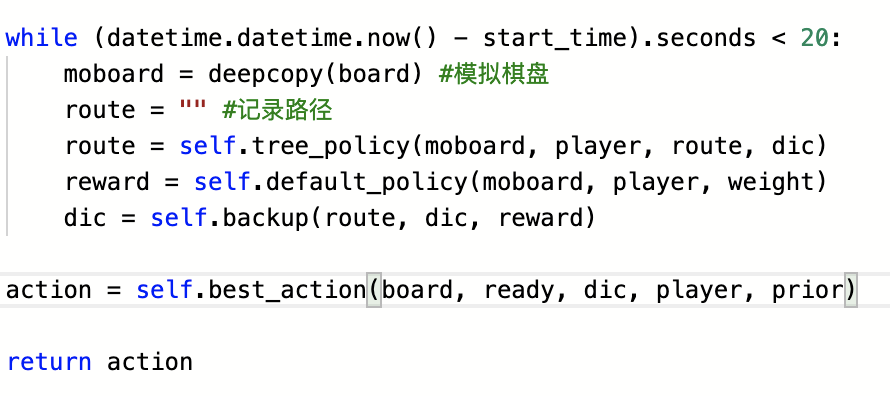 while (datetime.datetime.now() - start_time).seconds < 20:
    moboard = deepcopy(board) #模拟棋盘
    route = "" #记录路径
    route = self.tree_policy(moboard, player, route, dic)
    reward = self.default_policy(moboard, player, weight)
    dic = self.backup(route, dic, reward)
action = self.best_action(board, ready, dic, player, prior)
return action